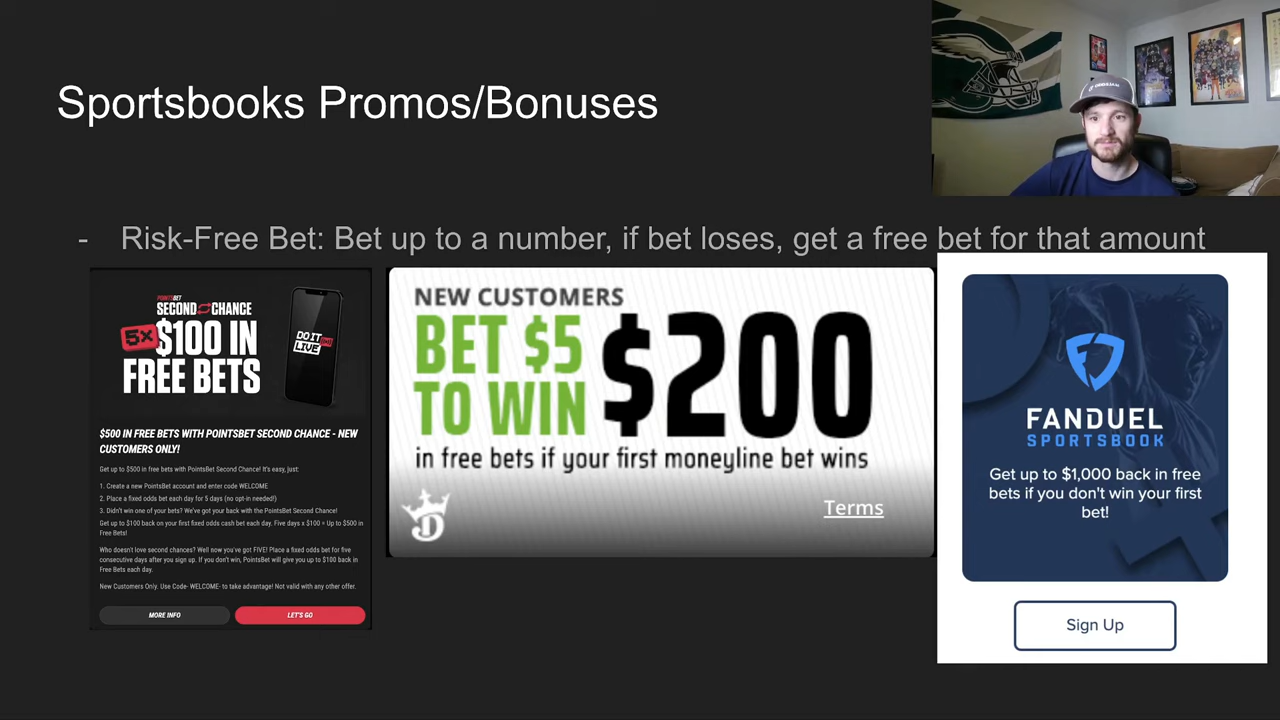 Sportsbooks Promos/Bonuses
- Risk-Free Bet: Bet up to a number, if bet loses, get a free bet for that amount
POINTSBET
SECOND CHANCE
5x $100 IN
FREE BETS
DO IT
LIVE
$500 IN FREE BETS WITH POINTSBET SECOND CHANCE - NEW
CUSTOMERS ONLY!
Get up to $500 in free bets with PointsBet Second Chance! It's easy, just:
1. Create a new PointsBet account and enter code WELCOME
2. Place a fixed odds bet each day for 5 days (no opt-in needed!)
3. Didn't win one of your bets? We've got your back with the PointsBet Second Chance!
Get up to $100 back on your first fixed odds cash bet each day. Five days x $100 = Up to $500 in
Free Bets!
Who doesn't love second chances? Well now you've got FIVE! Place a fixed odds bet for five
consecutive days after you sign up. If you don't win, PointsBet will give you up to $100 back in
Free Bets each day.
New Customers Only. Use Code- WELCOME- to take advantage! Not valid with any other offer.
MORE INFO
LET'S GO
NEW CUSTOMERS
BET $5
TO WIN
$200
in free bets if your first moneyline bet wins
Terms
FANDUEL
SPORTSBOOK
Get up to $1,000 back in free
bets if you don't win your first
bet!
Sign Up